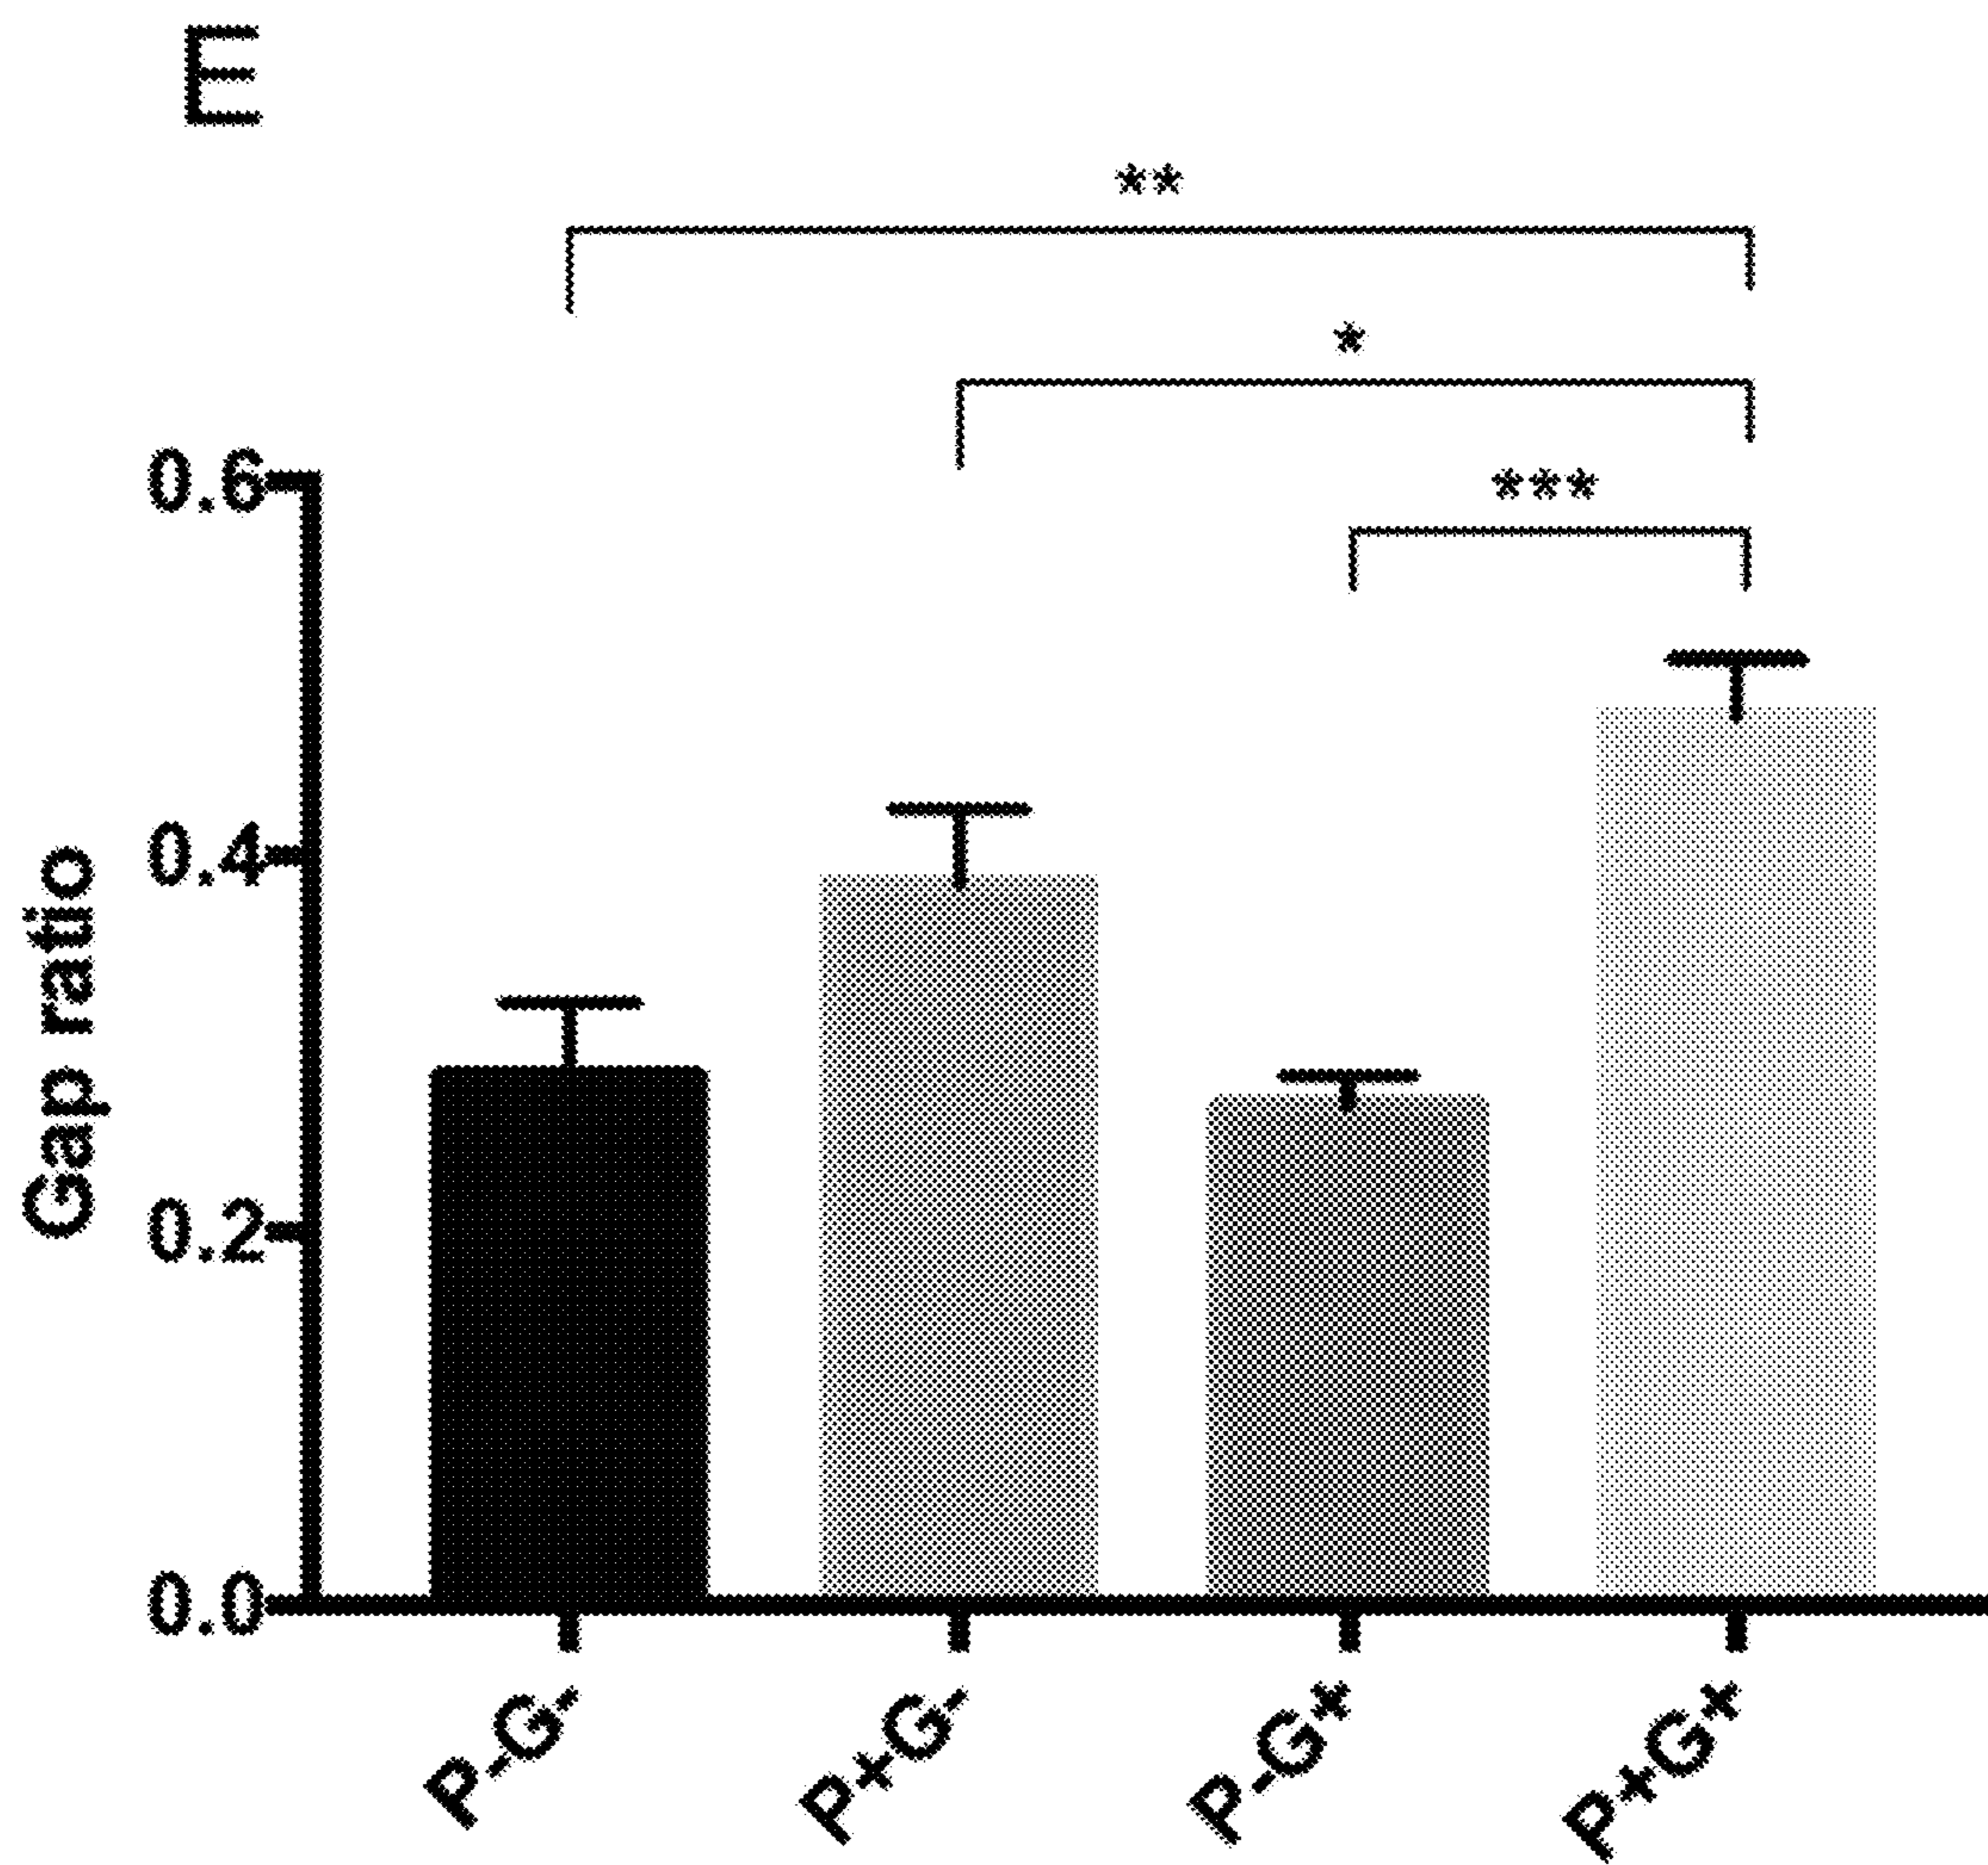 E
**
*
***
0.6
0.4
0.2
0.0
Gap ratio
P-G-
P+G-
P-G+
P+G+